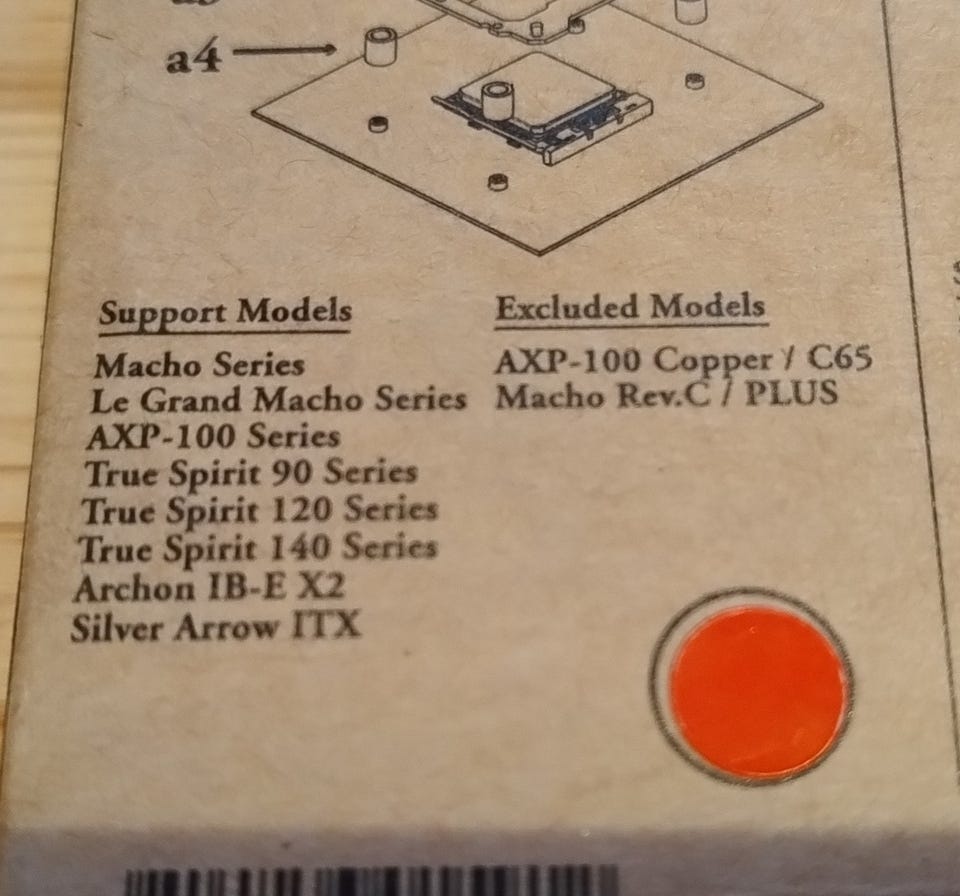 a4
Support Models
Macho Series
Le Grand Macho Series
AXP-100 Series
True Spirit 90 Series
True Spirit 120 Series
True Spirit 140 Series
Archon IB-E X2
Silver Arrow ITX
Excluded Models
AXP-100 Copper / C65
Macho Rev.C / PLUS